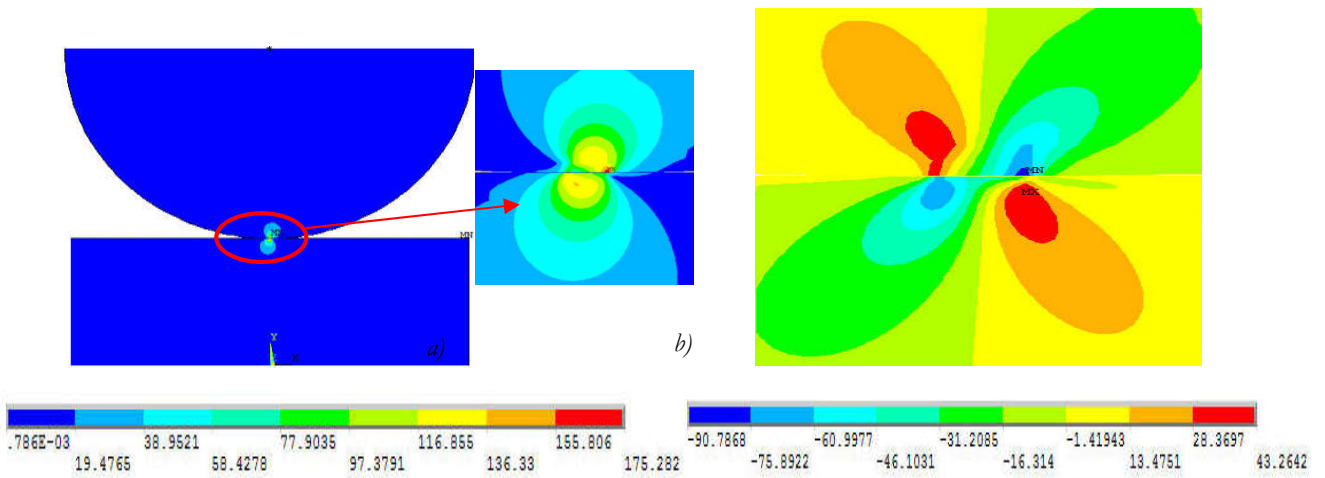 MN
MN
MN
MX
Y
X
a)
b)
.786E-03 38.9521 77.9035 116.855 155.806
19.4765 58.4278 97.3791 136.33 175.282
-90.7868 -60.9977 -31.2085 -1.41943 28.3697
-75.8922 -46.1031 -16.314 13.4751 43.2642